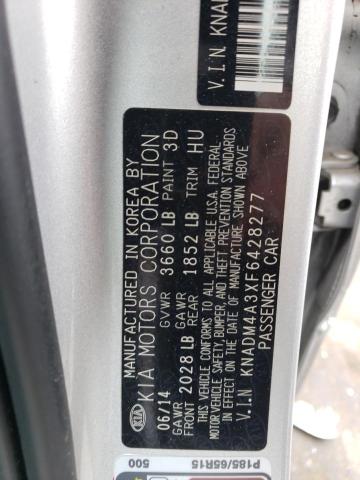 MANUFACTURED IN KOREA BY
KIA MOTORS CORPORATION
06/14 GVWR 3660 LB PAINT 3D
GAWR FRONT 2028 LB GAWR REAR 1852 LB TRIM HU
THIS VEHICLE CONFORMS TO ALL APPLICABLE U.S.A. FEDERAL
MOTOR VEHICLE SAFETY, BUMPER, AND THEFT PREVENTION STANDARDS
IN EFFECT ON THE DATE OF MANUFACTURE SHOWN ABOVE
V.I.N KNADM4A3XF6428277
PASSENGER CAR
KIA
V.I.N KNAD
P185/65R15
500